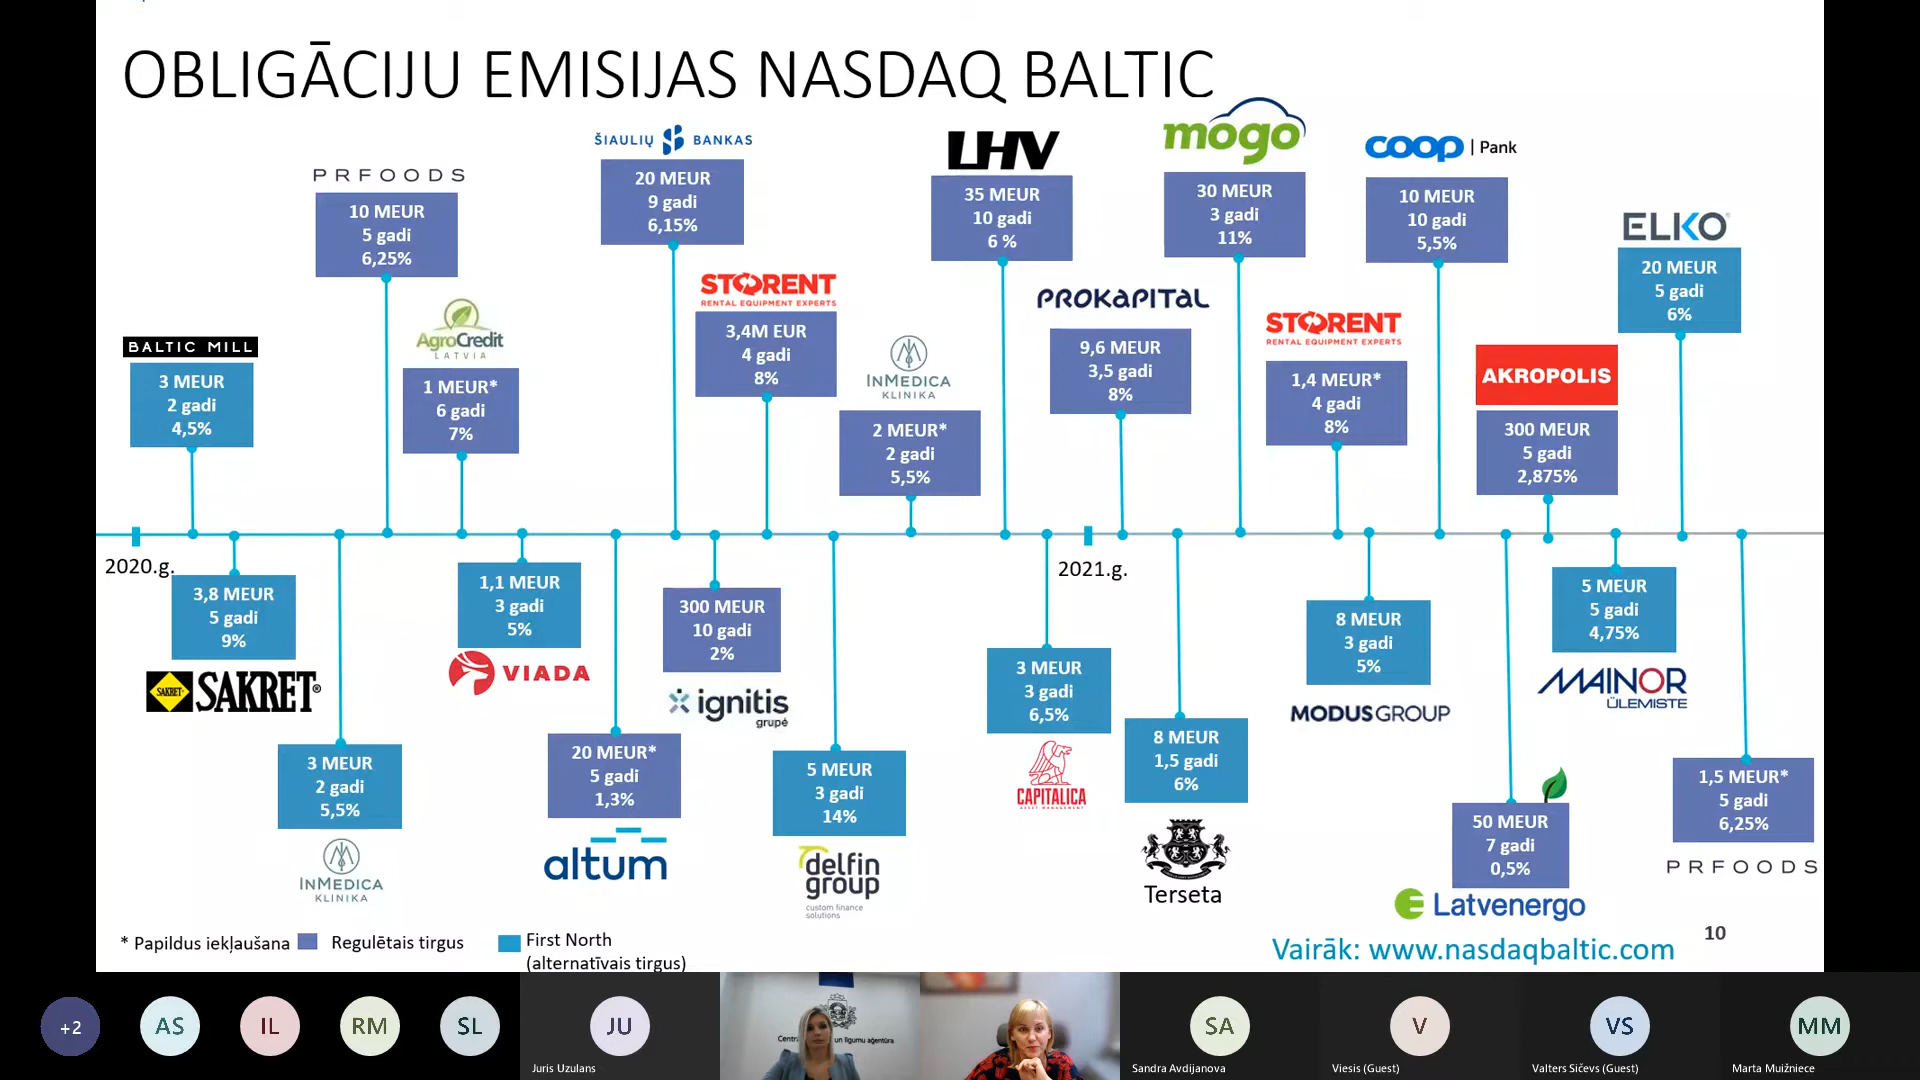 OBLIGĀCIJU EMISIJAS NASDAQ BALTIC
BALTIC MILL
3 MEUR
2 gadi
4,5%
3,8 MEUR
5 gadi
9%
SAKRET
SAKRET®
3 MEUR
2 gadi
5,5%
INMEDICA
KLINIKA
PRFOODS
10 MEUR
5 gadi
6,25%
AgroCredit
LATVIA
1 MEUR*
6 gadi
7%
1,1 MEUR
3 gadi
5%
VIADA
20 MEUR*
5 gadi
1,3%
altum
ŠIAULIŲ BANKAS
20 MEUR
9 gadi
6,15%
300 MEUR
10 gadi
2%
ignitis
grupė
STORENT
RENTAL EQUIPMENT EXPERTS
3,4M EUR
4 gadi
8%
5 MEUR
3 gadi
14%
delfin
group
custom finance
solutions
INMEDICA
KLINIKA
2 MEUR*
2 gadi
5,5%
LHV
35 MEUR
10 gadi
6 %
3 MEUR
3 gadi
6,5%
CAPITALICA
ASSET MANAGEMENT
PROKAPITAL
9,6 MEUR
3,5 gadi
8%
8 MEUR
1,5 gadi
6%
Terseta
mogo
30 MEUR
3 gadi
11%
STORENT
RENTAL EQUIPMENT EXPERTS
1,4 MEUR*
4 gadi
8%
8 MEUR
3 gadi
5%
MODUS GROUP
coop | Pank
10 MEUR
10 gadi
5,5%
50 MEUR
7 gadi
0,5%
Latvenergo
AKROPOLIS
300 MEUR
5 gadi
2,875%
5 MEUR
5 gadi
4,75%
MAINOR
ÜLEMISTE
ELKO
20 MEUR
5 gadi
6%
1,5 MEUR*
5 gadi
6,25%
PRFOODS
2020.g.
2021.g.
* Papildus iekļaušana
Regulētais tirgus
First North
(alternatīvais tirgus)
Vairāk: www.nasdaqbaltic.com
10
+2
AS
IL
RM
SL
JU
Juris Uzulans
un līgumu aģentūra
SA
Sandra Avdijanova
V
Viesis (Guest)
VS
Valters Sičevs (Guest)
MM
Marta Muižniece